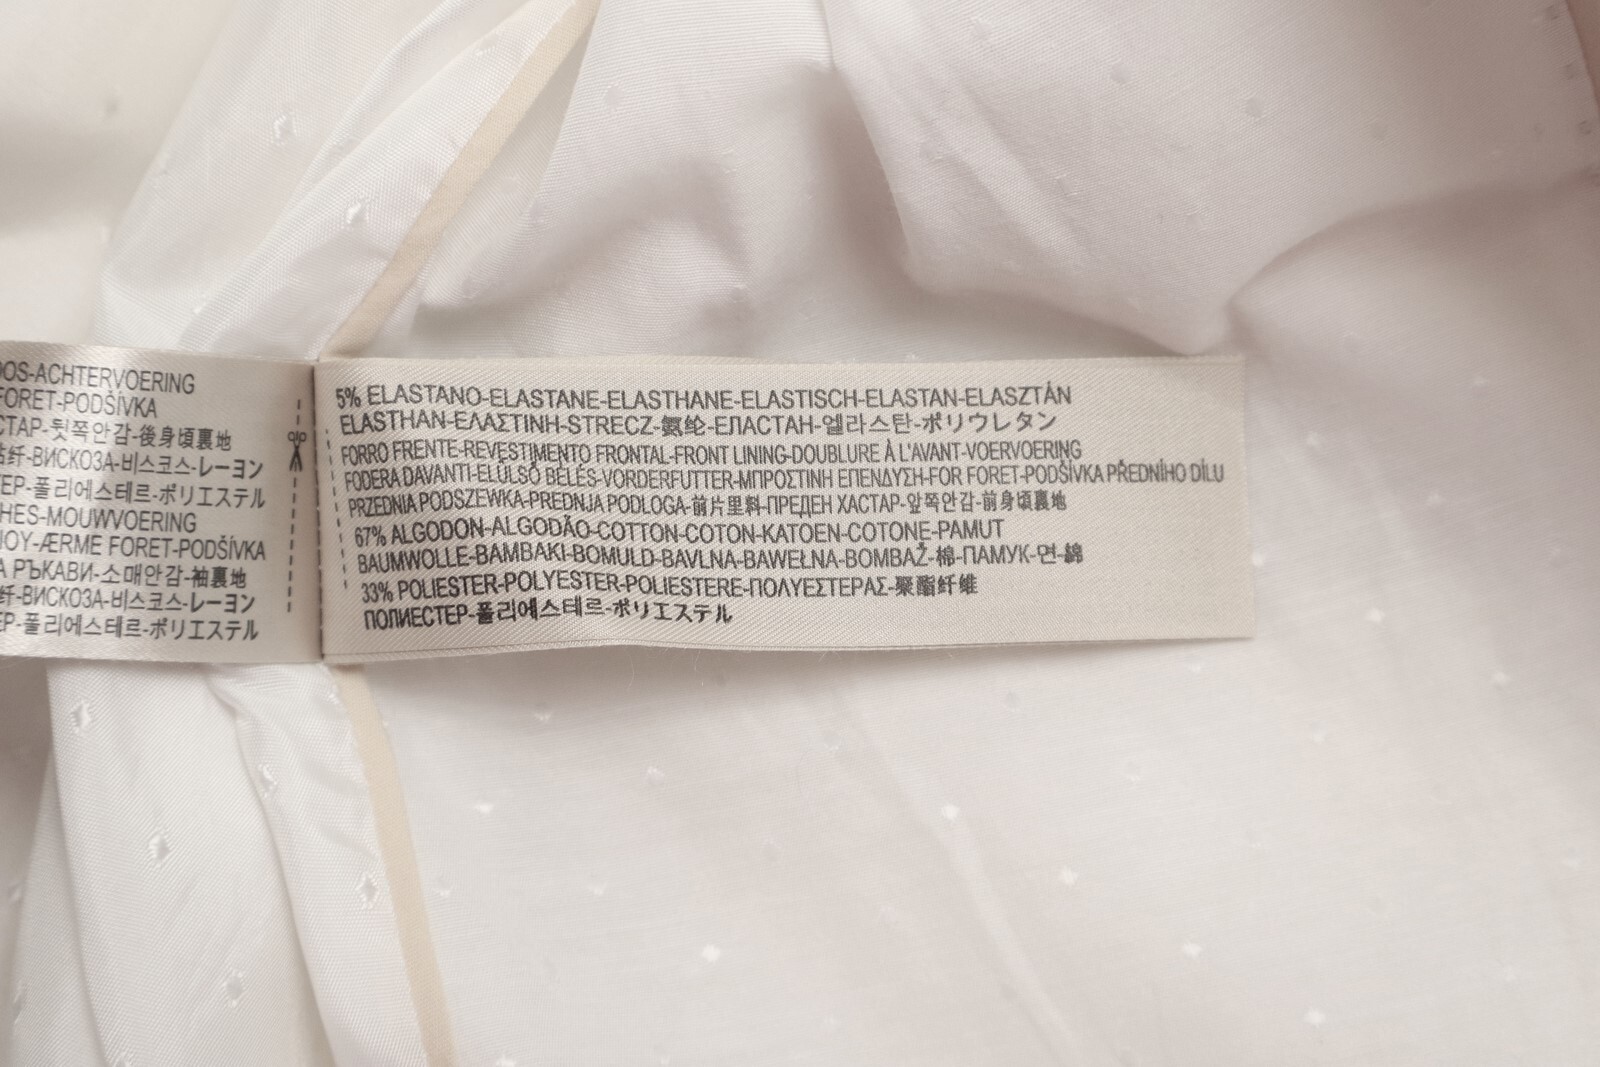 OOS-ACHTERVOERING
FORET-PODŠÍVKA
СТАР-뒷쪽안감-後身頃裏地
纤-ВИСКОЗА-비스코스-レーヨン
ЕР-폴리에스테르-ポリエステル
HES-MOUWVOERING
OY-ÆRME FORET-PODŠÍVKA
А РЪКАВИ-소매안감-袖裏地
纤-ВИСКОЗА-비스코스-レーヨン
ЕР-폴리에스테르-ポリエステル
5% ELASTANO-ELASTANE-ELASTHANE-ELASTISCH-ELASTAN-ELASZTÁN
ELASTHAN-ΕΛΑΣΤΙΝΗ-STRECZ-氨纶-ЕЛАСТАН-엘라스탄-ポリウレタン
FORRO FRENTE-REVESTIMENTO FRONTAL-FRONT LINING-DOUBLURE À L'AVANT-VOERVOERING
FODERA DAVANTI-ELÜLSŐ BÉLÉS-VORDERFUTTER-ΜΠΡΟΣΤΙΝΗ ΕΠΕΝΔΥΣΗ-FOR FORET-PODŠÍVKA PŘEDNÍHO DÍLU
PRZEDNIA PODSZEWKA-PREDNJA PODLOGA-前片里料-ПРЕДЕН ХАСТАР-앞쪽안감-前身頃裏地
67% ALGODON-ALGODÃO-COTTON-COTON-KATOEN-COTONE-PAMUT
BAUMWOLLE-BAMBAKI-BOMULD-BAVLNA-BAWEŁNA-BOMBAŽ-棉-ПАМУК-면-綿
33% POLIESTER-POLYESTER-POLIESTERE-ΠΟΛΥΕΣΤΕΡΑΣ-聚酯纤维
ПОЛИЕСТЕР-폴리에스테르-ポリエステル